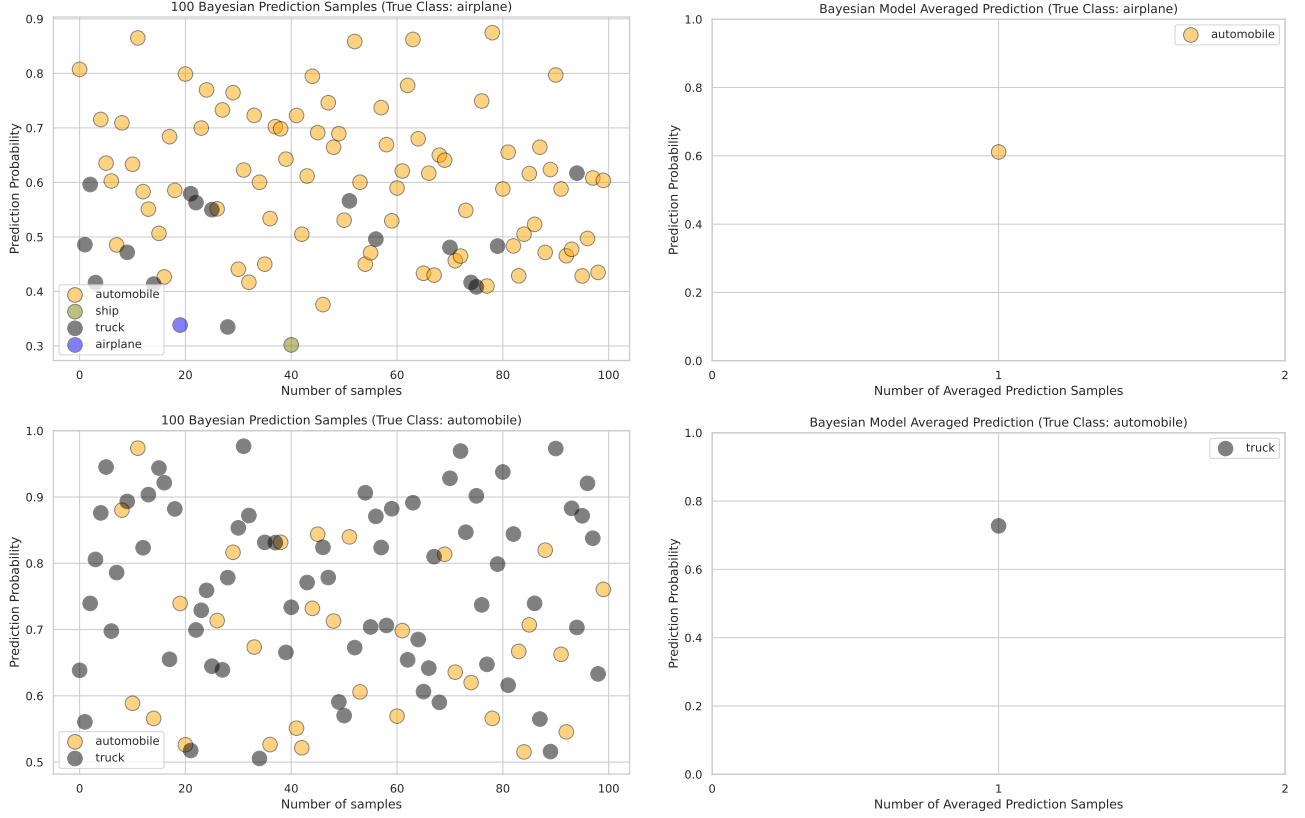 100 Bayesian Prediction Samples (True Class: airplane)
Prediction Probability
0.9
0.8
0.7
0.6
0.5
0.4
0.3
automobile
ship
truck
airplane
0 20 40 60 80 100
Number of samples
Bayesian Model Averaged Prediction (True Class: airplane)
Prediction Probability
1.0
0.8
0.6
0.4
0.2
0.0
automobile
0 1 2
Number of Averaged Prediction Samples
100 Bayesian Prediction Samples (True Class: automobile)
Prediction Probability
1.0
0.9
0.8
0.7
0.6
0.5
automobile
truck
0 20 40 60 80 100
Number of samples
Bayesian Model Averaged Prediction (True Class: automobile)
Prediction Probability
1.0
0.8
0.6
0.4
0.2
0.0
truck
0 1 2
Number of Averaged Prediction Samples